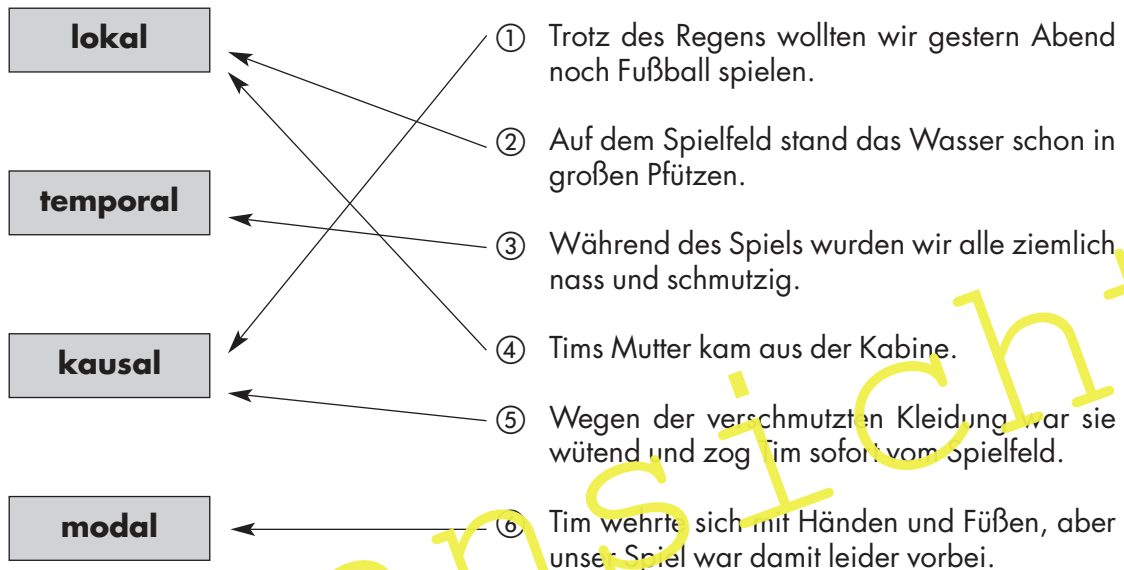 lokal
temporal
kausal
modal
① Trotz des Regens wollten wir gestern Abend
noch Fußball spielen.
② Auf dem Spielfeld stand das Wasser schon in
großen Pfützen.
③ Während des Spiels wurden wir alle ziemlich
nass und schmutzig.
④ Tims Mutter kam aus der Kabine.
⑤ Wegen der verschmutzten Kleidung war sie
wütend und zog Tim sofort vom Spielfeld.
⑥ Tim wehrte sich mit Händen und Füßen, aber
unser Spiel war damit leider vorbei.